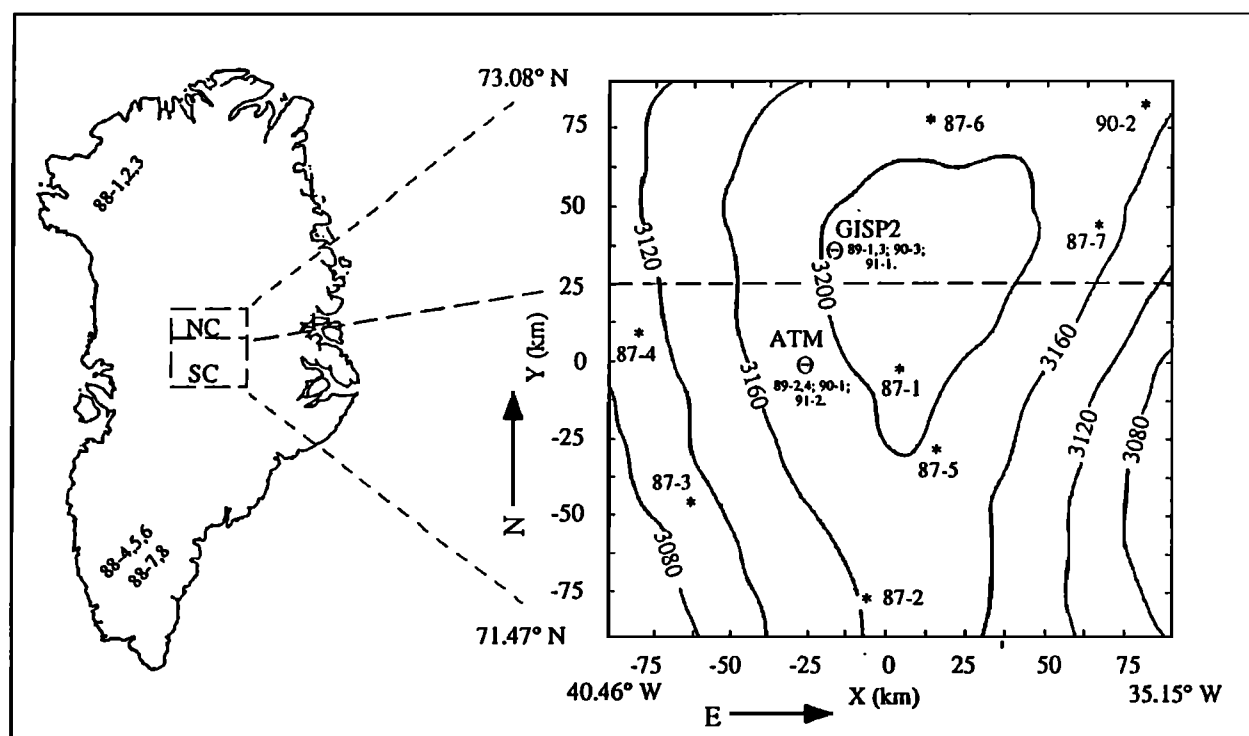 73.08° N
88-1,2,3
NC
SC
N
88-4,5,6
88-7,8
71.47° N
Y (km)
75
50
25
0
-25
-50
-75
* 87-6
*
90-2
*
87-7
GISP2
89-1,3; 90-3;
91-1.
3120
3200
3160
ATM
89-2,4; 90-1;
91-2.
*
87-4
*
87-1
3160
3120
3080
*
87-5
87-3
*
3080
* 87-2
-75 -50 -25 0 25 50 75
40.46° W
X (km)
35.15° W
E